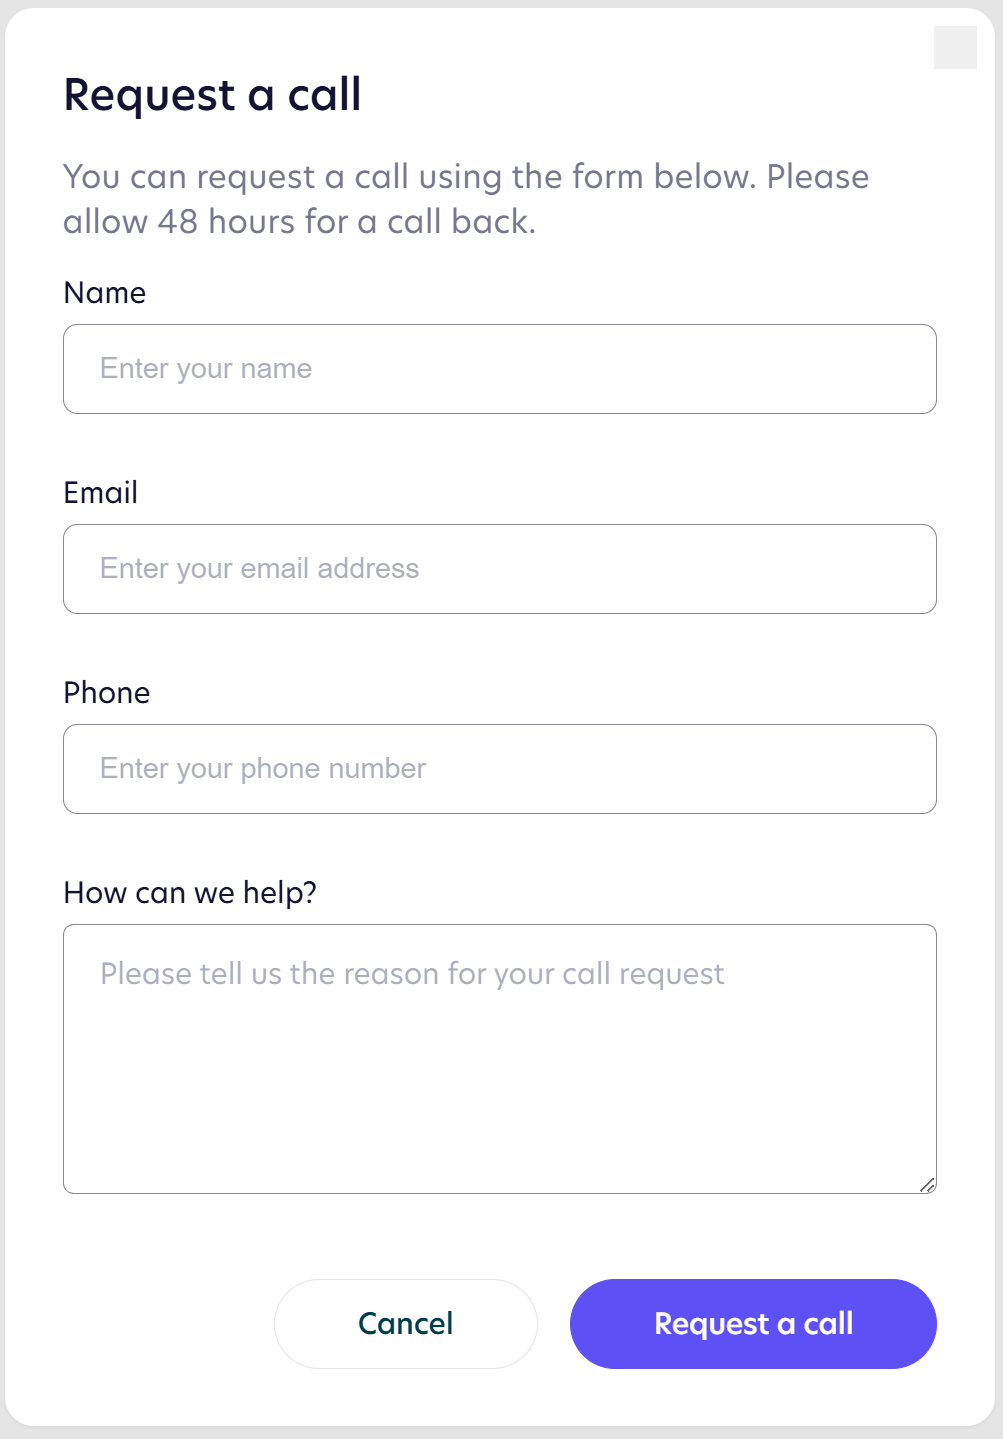 Request a call
You can request a call using the form below. Please
allow 48 hours for a call back.
Name
Enter your name
Email
Enter your email address
Phone
Enter your phone number
How can we help?
Please tell us the reason for your call request
Cancel
Request a call